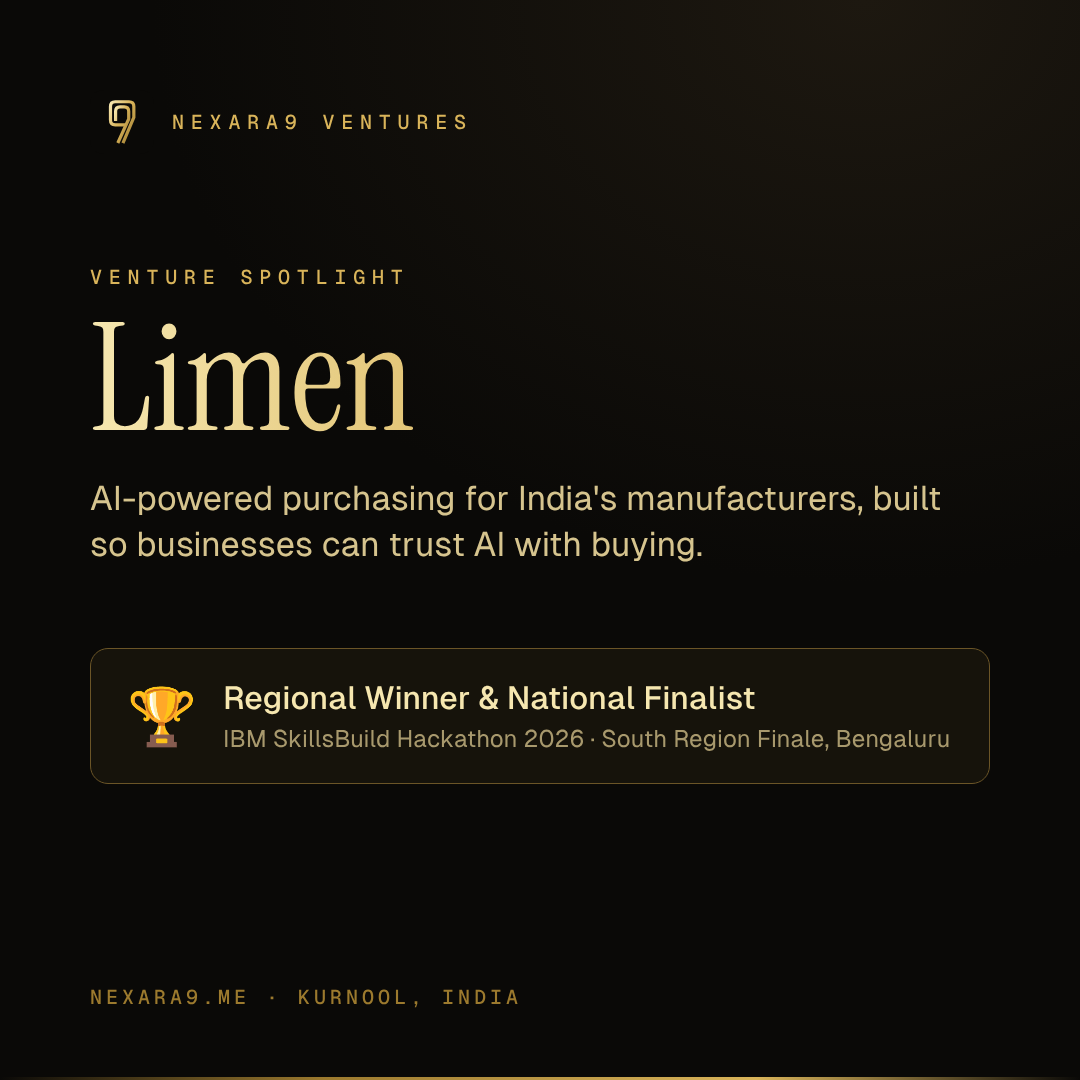 NEXARA9 VENTURES
VENTURE SPOTLIGHT
Limen
AI-powered purchasing for India's manufacturers, built
so businesses can trust AI with buying.
Regional Winner & National Finalist
IBM SkillsBuild Hackathon 2026 · South Region Finale, Bengaluru
NEXARA9.ME · KURNOOL, INDIA